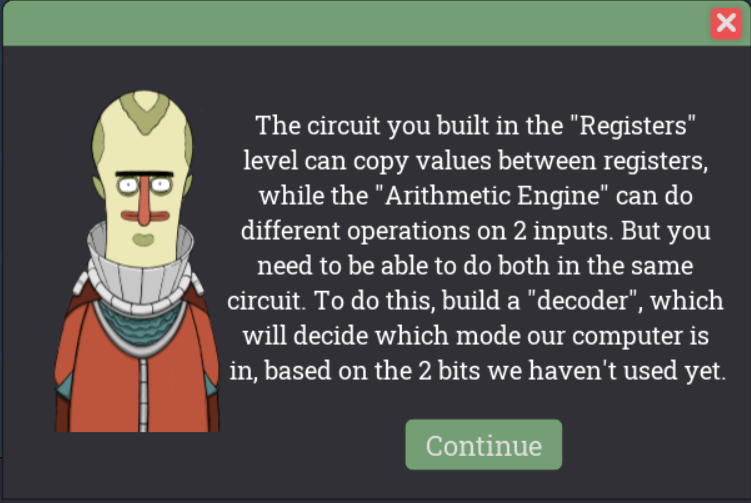 The circuit you built in the "Registers"
level can copy values between registers,
while the "Arithmetic Engine" can do
different operations on 2 inputs. But you
need to be able to do both in the same
circuit. To do this, build a "decoder", which
will decide which mode our computer is
in, based on the 2 bits we haven't used yet.
Continue